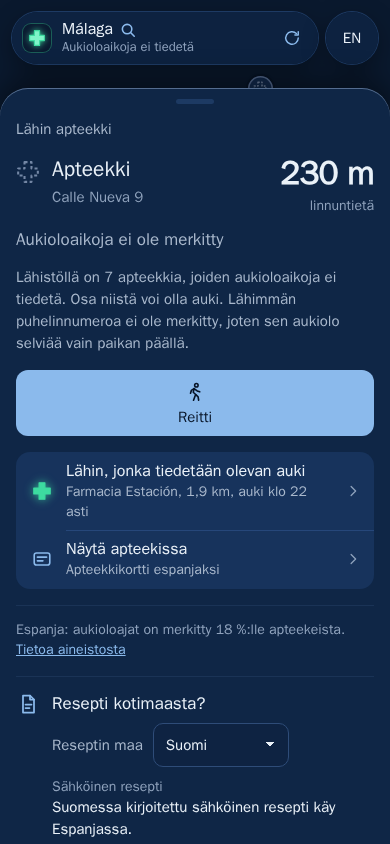 Málaga
Aukioloaikoja ei tiedetä
EN
Lähin apteekki
Apteekki
230 m
Calle Nueva 9
linnuntietä
Aukioloaikoja ei ole merkitty
Lähistöllä on 7 apteekkia, joiden aukioloaikoja ei
tiedetä. Osa niistä voi olla auki. Lähimmän
puhelinnumeroa ei ole merkitty, joten sen aukiolo
selviää vain paikan päällä.
Reitti
Lähin, jonka tiedetään olevan auki
Farmacia Estación, 1,9 km, auki klo 22
asti
Näytä apteekissa
Apteekkikortti espanjaksi
Espanja: aukioloajat on merkitty 18 %:lle apteekeista.
Tietoa aineistosta
Resepti kotimaasta?
Reseptin maa
Suomi
Sähköinen resepti
Suomessa kirjoitettu sähköinen resepti käy
Espanjassa.